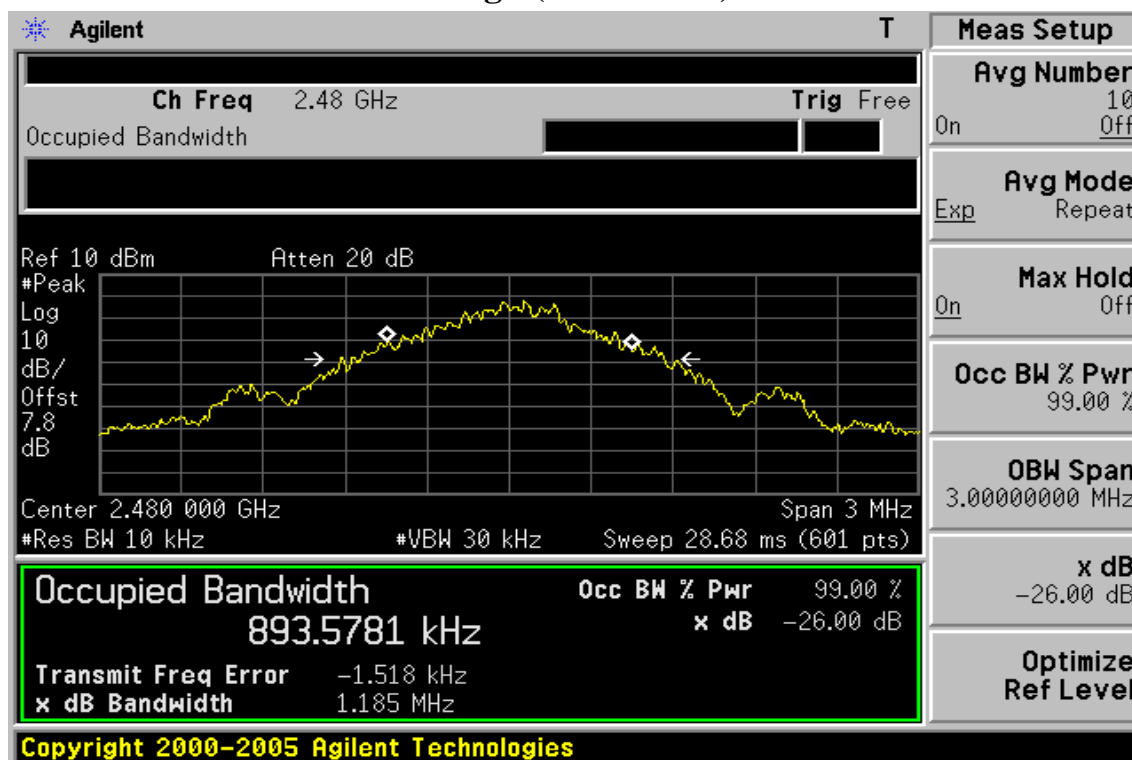 Agilent T
Ch Freq 2.48 GHz Trig Free
Occupied Bandwidth
Ref 10 dBm Atten 20 dB
#Peak
Log
10
dB/
Offst
7.8
dB
Center 2.480 000 GHz Span 3 MHz
#Res BW 10 kHz #VBW 30 kHz Sweep 28.68 ms (601 pts)
Occupied Bandwidth Occ BW % Pwr 99.00 %
893.5781 kHz x dB -26.00 dB
Transmit Freq Error -1.518 kHz
x dB Bandwidth 1.185 MHz
Copyright 2000-2005 Agilent Technologies
Meas Setup
Avg Number
10
On Off
Avg Mode
Exp Repeat
Max Hold
On Off
Occ BW % Pwr
99.00 %
OBW Span
3.00000000 MHz
x dB
-26.00 dB
Optimize
Ref Level